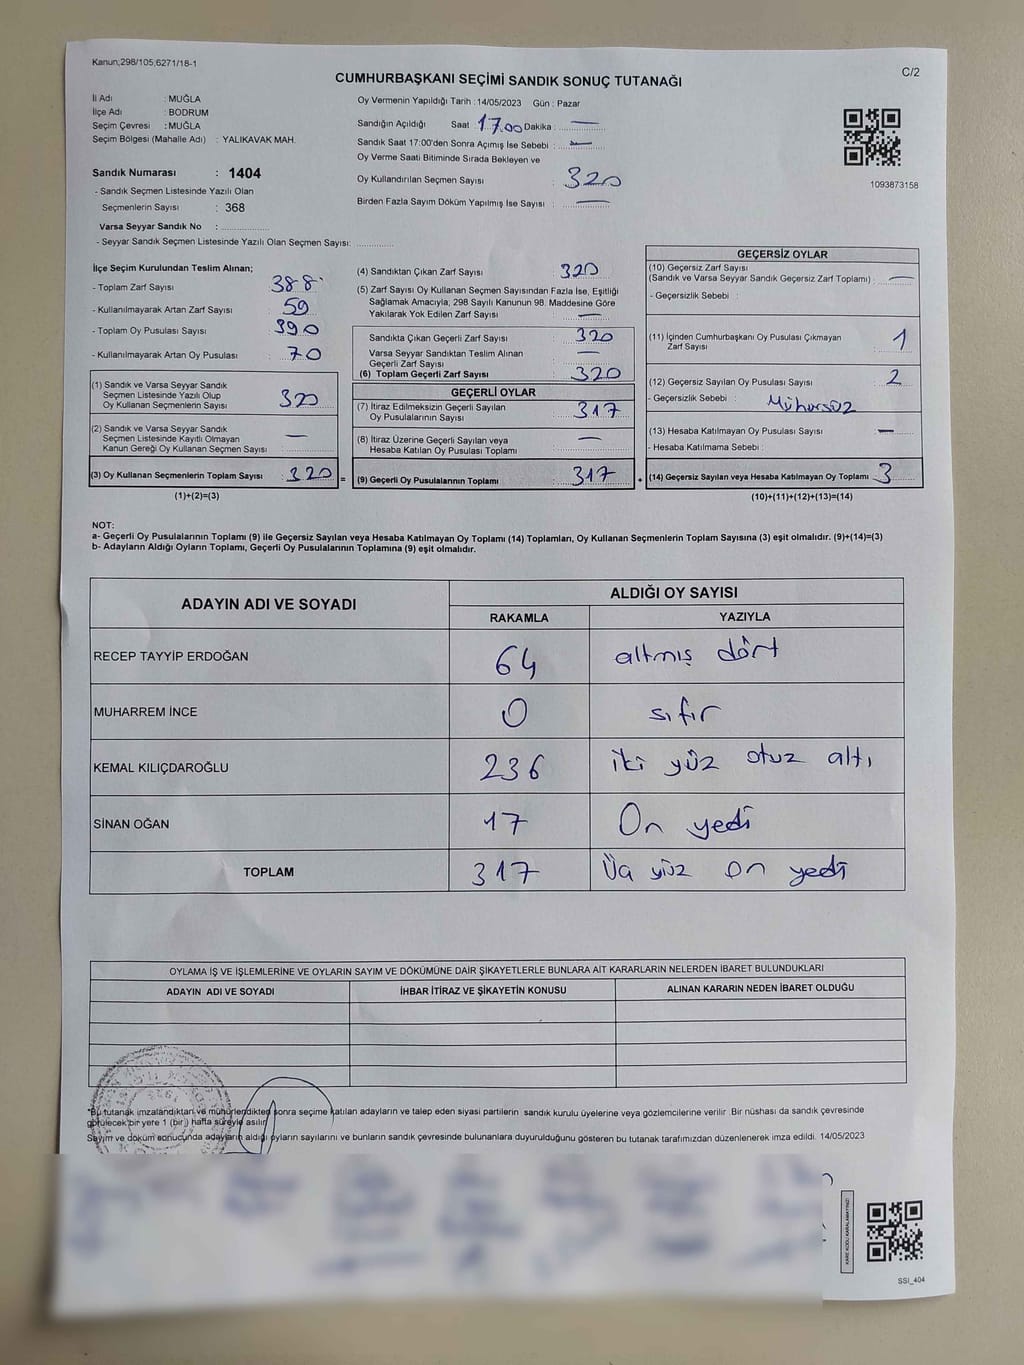 Kanun;298/105;6271/18-1
C/2
CUMHURBAŞKANI SEÇİMİ SANDIK SONUÇ TUTANAĞI
İl Adı : MUĞLA
İlçe Adı : BODRUM
Seçim Çevresi : MUĞLA
Seçim Bölgesi (Mahalle Adı) : YALIKAVAK MAH.
Sandık Numarası : 1404
- Sandık Seçmen Listesinde Yazılı Olan
Seçmenlerin Sayısı : 368
Varsa Seyyar Sandık No :
- Seyyar Sandık Seçmen Listesinde Yazılı Olan Seçmen Sayısı:
Oy Vermenin Yapıldığı Tarih : 14/05/2023 Gün : Pazar
Sandığın Açıldığı Saat : 17.00 Dakika : —
Sandık Saat 17:00'den Sonra Açımış İse Sebebi : —
Oy Verme Saati Bitiminde Sırada Bekleyen ve
Oy Kullandırılan Seçmen Sayısı : 320
Birden Fazla Sayım Döküm Yapılmış İse Sayısı : —
1093873158
İlçe Seçim Kurulundan Teslim Alınan;
- Toplam Zarf Sayısı : 388
- Kullanılmayarak Artan Zarf Sayısı : 59
- Toplam Oy Pusulası Sayısı : 390
- Kullanılmayarak Artan Oy Pusulası : 70
(1) Sandık ve Varsa Seyyar Sandık
Seçmen Listesinde Yazılı Olup
Oy Kullanan Seçmenlerin Sayısı : 320
(2) Sandık ve Varsa Seyyar Sandık
Seçmen Listesinde Kayıtlı Olmayan
Kanun Gereği Oy Kullanan Seçmen Sayısı : —
(3) Oy Kullanan Seçmenlerin Toplam Sayısı : 320
(1)+(2)=(3)
(4) Sandıktan Çıkan Zarf Sayısı : 320
(5) Zarf Sayısı Oy Kullanan Seçmen Sayısından Fazla İse, Eşitliği
Sağlamak Amacıyla; 298 Sayılı Kanunun 98. Maddesine Göre
Yakılarak Yok Edilen Zarf Sayısı : —
Sandıkta Çıkan Geçerli Zarf Sayısı : 320
Varsa Seyyar Sandıktan Teslim Alınan
Geçerli Zarf Sayısı : —
(6) Toplam Geçerli Zarf Sayısı : 320
GEÇERLİ OYLAR
(7) İtiraz Edilmeksizin Geçerli Sayılan
Oy Pusulalarının Sayısı : 317
(8) İtiraz Üzerine Geçerli Sayılan veya
Hesaba Katılan Oy Pusulası Toplamı : —
= (9) Geçerli Oy Pusulalarının Toplamı : 317 +
GEÇERSİZ OYLAR
(10) Geçersiz Zarf Sayısı
(Sandık ve Varsa Seyyar Sandık Geçersiz Zarf Toplamı) : —
- Geçersizlik Sebebi :
(11) İçinden Cumhurbaşkanı Oy Pusulası Çıkmayan
Zarf Sayısı : 1
(12) Geçersiz Sayılan Oy Pusulası Sayısı : 2
- Geçersizlik Sebebi : Mühürsüz
(13) Hesaba Katılmayan Oy Pusulası Sayısı : —
- Hesaba Katılmama Sebebi :
(14) Geçersiz Sayılan veya Hesaba Katılmayan Oy Toplamı : 3
(10)+(11)+(12)+(13)=(14)
NOT:
a- Geçerli Oy Pusulalarının Toplamı (9) ile Geçersiz Sayılan veya Hesaba Katılmayan Oy Toplamı (14) Toplamları, Oy Kullanan Seçmenlerin Toplam Sayısına (3) eşit olmalıdır. (9)+(14)=(3)
b- Adayların Aldığı Oyların Toplamı, Geçerli Oy Pusulalarının Toplamına (9) eşit olmalıdır.
ADAYIN ADI VE SOYADI
ALDIĞI OY SAYISI
RAKAMLA YAZIYLA
RECEP TAYYİP ERDOĞAN 64 altmış dört
MUHARREM İNCE 0 sıfır
KEMAL KILIÇDAROĞLU 236 iki yüz otuz altı
SİNAN OĞAN 17 On yedi
TOPLAM 317 Üç yüz on yedi
OYLAMA İŞ VE İŞLEMLERİNE VE OYLARIN SAYIM VE DÖKÜMÜNE DAİR ŞİKAYETLERLE BUNLARA AİT KARARLARIN NELERDEN İBARET BULUNDUKLARI
ADAYIN ADI VE SOYADI İHBAR İTİRAZ VE ŞİKAYETİN KONUSU ALINAN KARARIN NEDEN İBARET OLDUĞU
*Bu tutanak imzalandıktan ve mühürlendikten sonra seçime katılan adayların ve talep eden siyasi partilerin sandık kurulu üyelerine veya gözlemcilerine verilir. Bir nüshası da sandık çevresinde
görülecek bir yere 1 (bir) hafta süreyle asılır.
Sayım ve döküm sonucunda adayların aldığı oyların sayılarını ve bunların sandık çevresinde bulunanlara duyurulduğunu gösteren bu tutanak tarafımızdan düzenlenerek imza edildi. 14/05/2023
KARE KODU KARALAMAYINIZ!
SSI_404